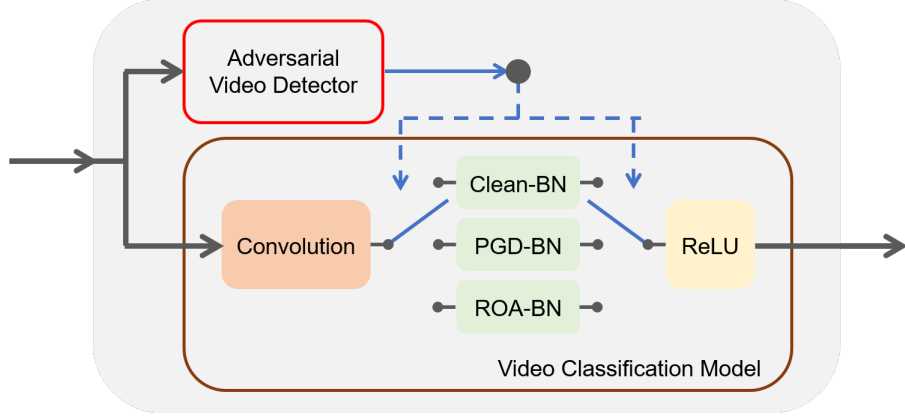 Adversarial
Video Detector
Clean-BN
Convolution
PGD-BN
ReLU
ROA-BN
Video Classification Model